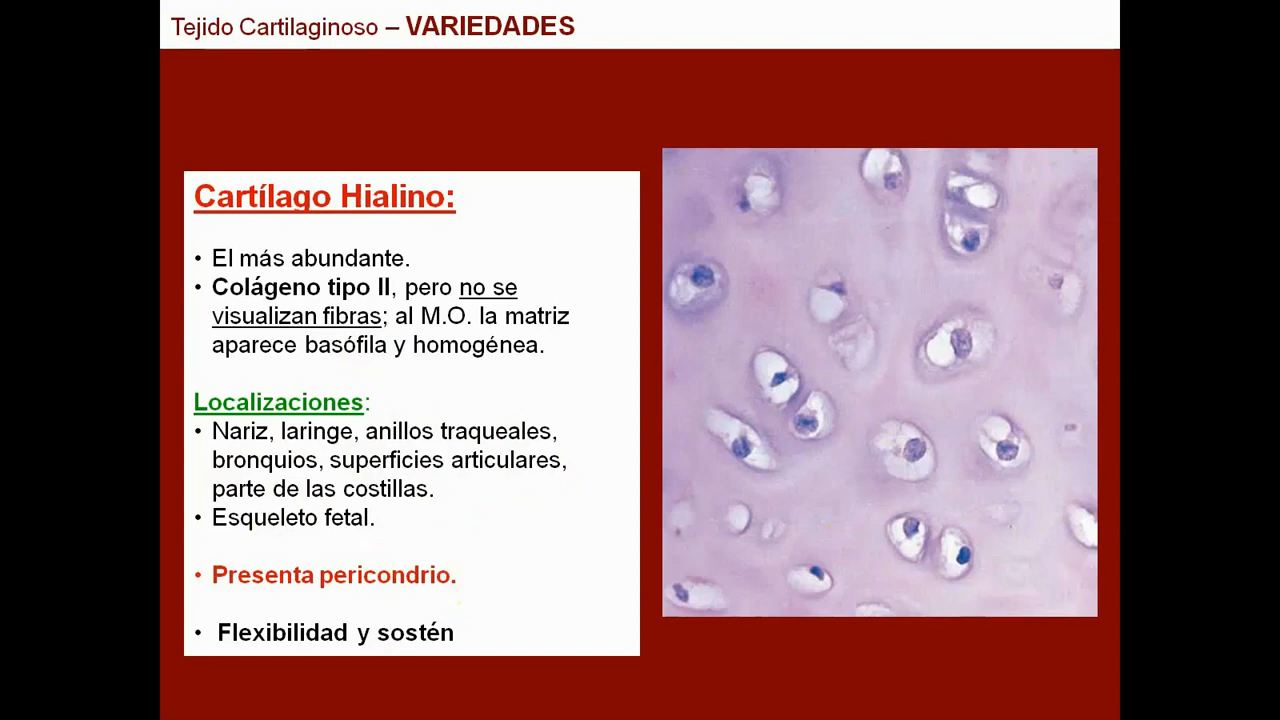 Tejido Cartilaginoso – VARIEDADES
Cartílago Hialino:
• El más abundante.
• Colágeno tipo II, pero no se
visualizan fibras; al M.O. la matriz
aparece basófila y homogénea.
Localizaciones:
• Nariz, laringe, anillos traqueales,
bronquios, superficies articulares,
parte de las costillas.
• Esqueleto fetal.
• Presenta pericondrio.
• Flexibilidad y sostén